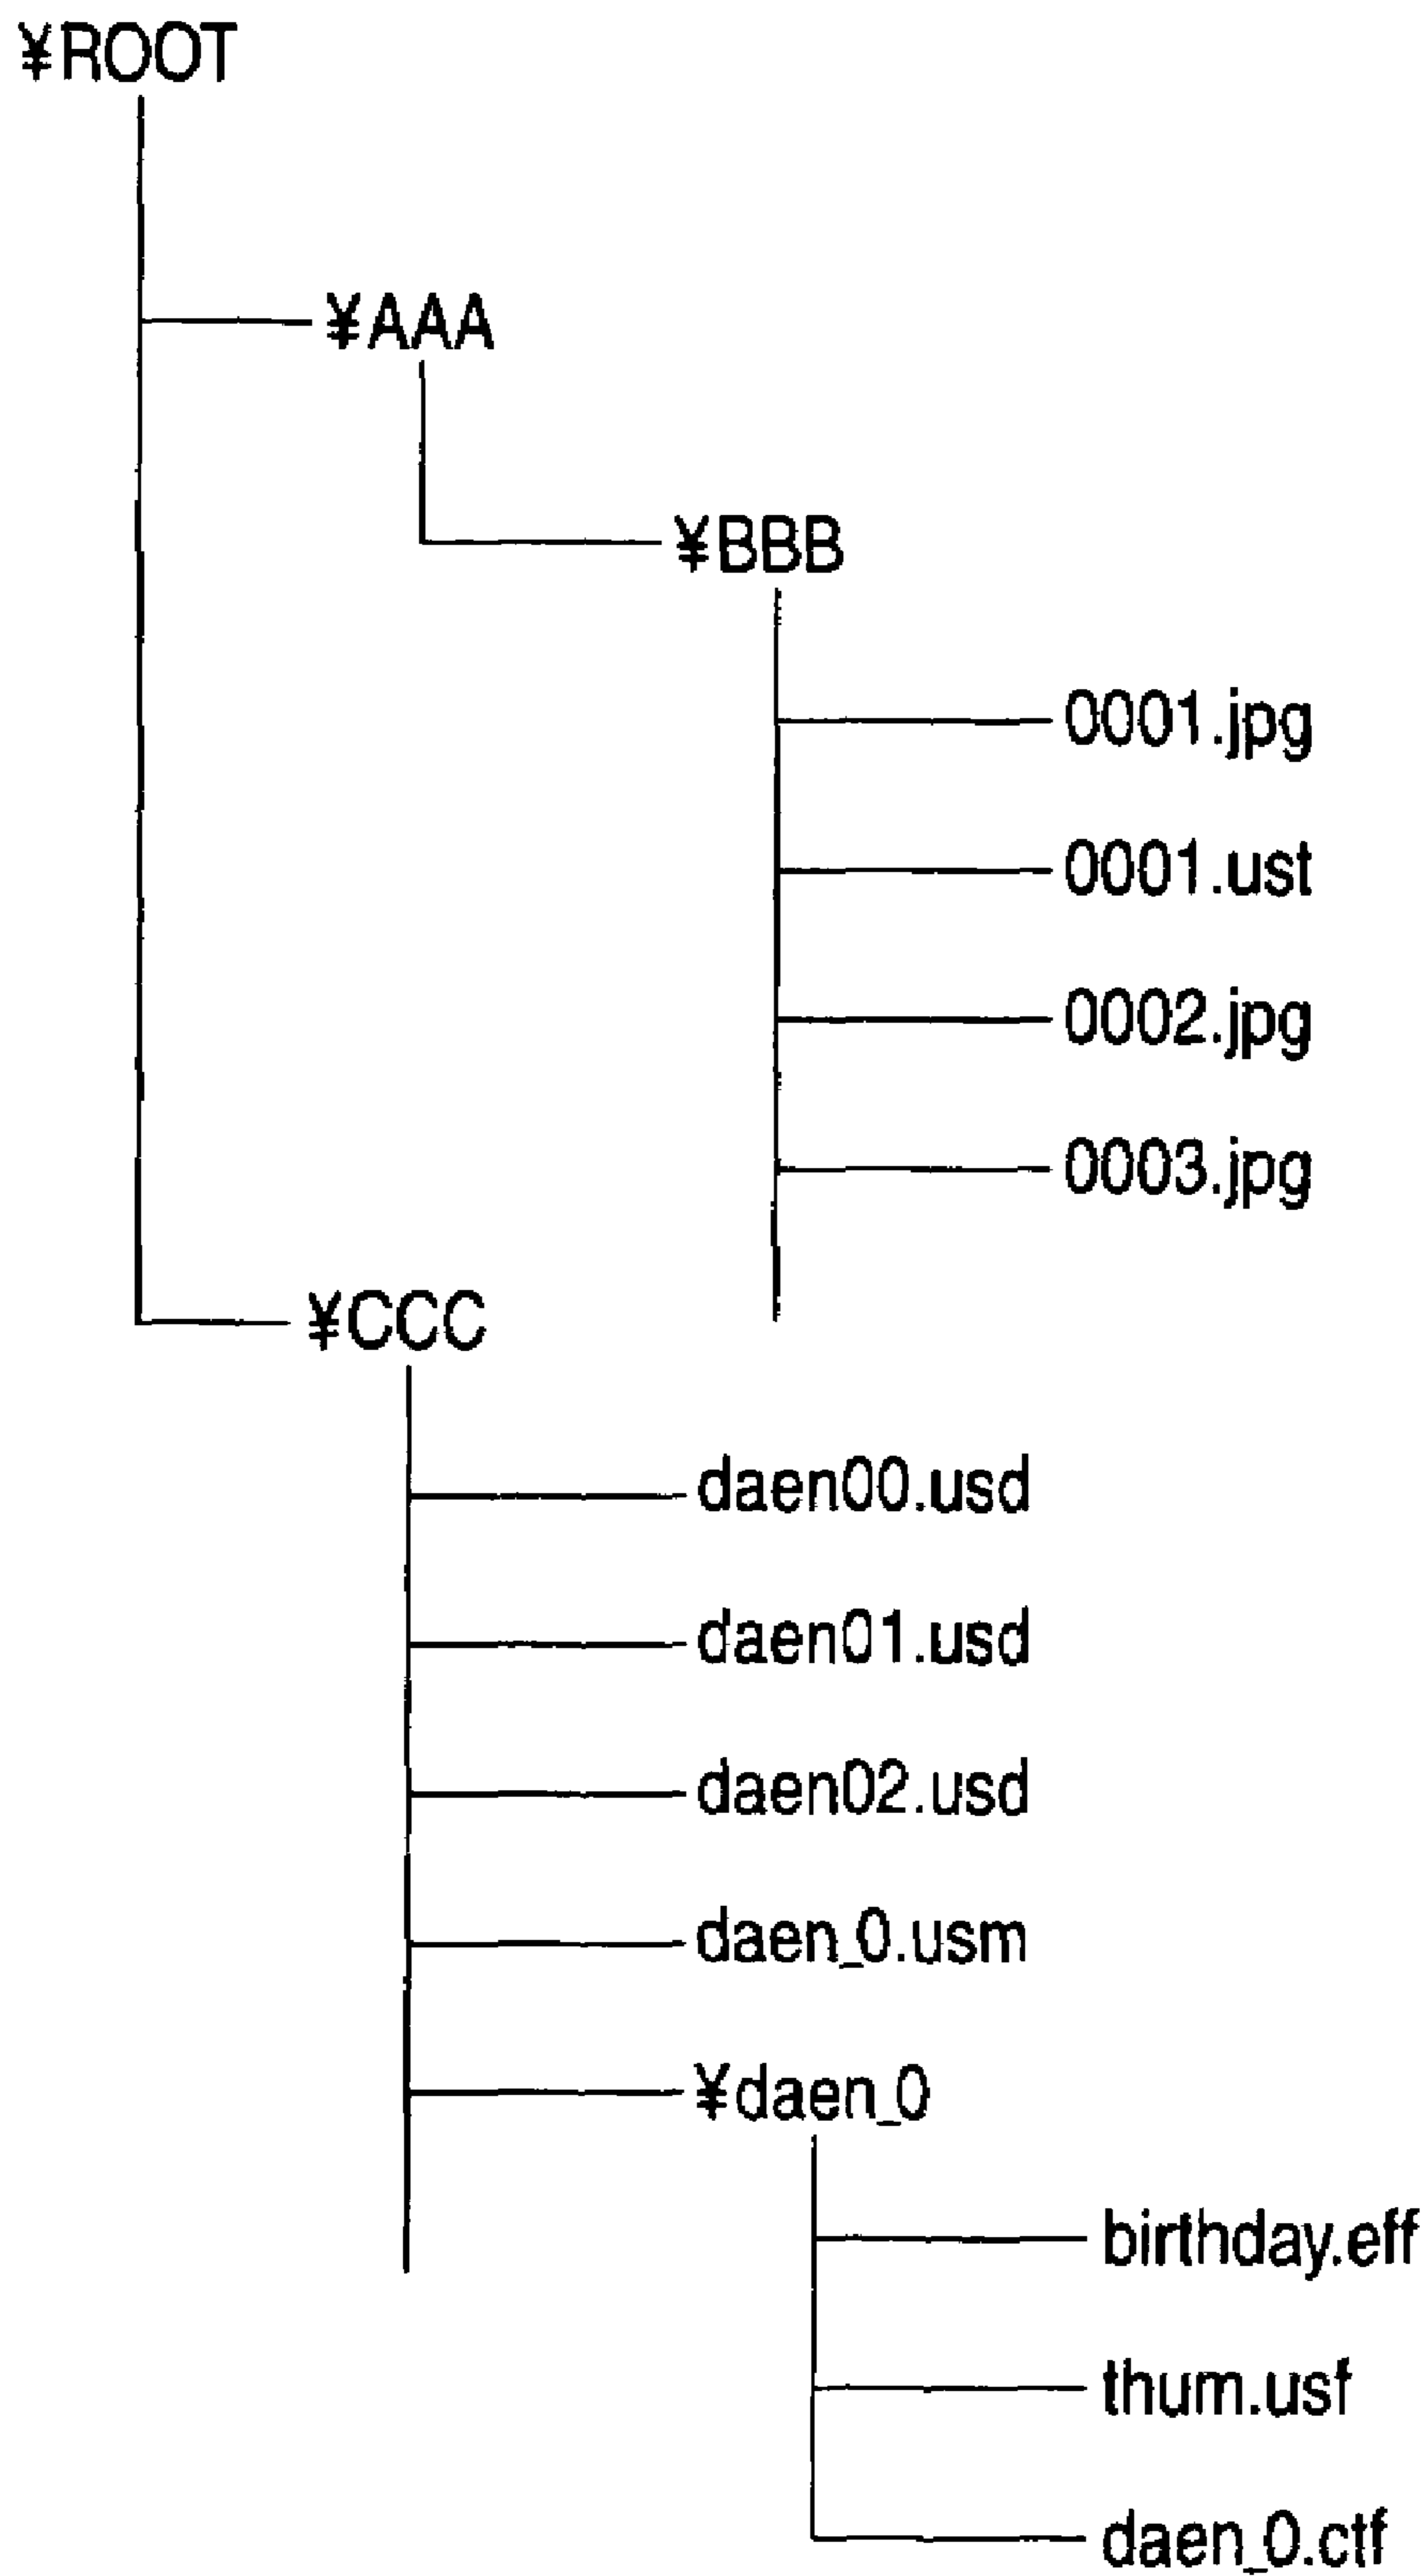 ¥ROOT
¥AAA
¥BBB
0001.jpg
0001.ust
0002.jpg
0003.jpg
¥CCC
daen00.usd
daen01.usd
daen02.usd
daen_0.usm
¥daen_0
birthday.eff
thum.usf
daen_0.ctf